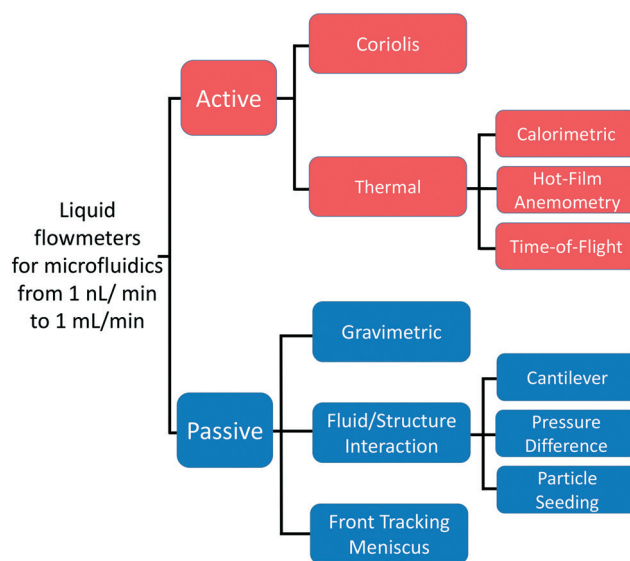 Liquid
flowmeters
for microfluidics
from 1 nL/ min
to 1 mL/min
Active
Coriolis
Thermal
Calorimetric
Hot-Film
Anemometry
Time-of-Flight
Passive
Gravimetric
Fluid/Structure
Interaction
Cantilever
Pressure
Difference
Particle
Seeding
Front Tracking
Meniscus